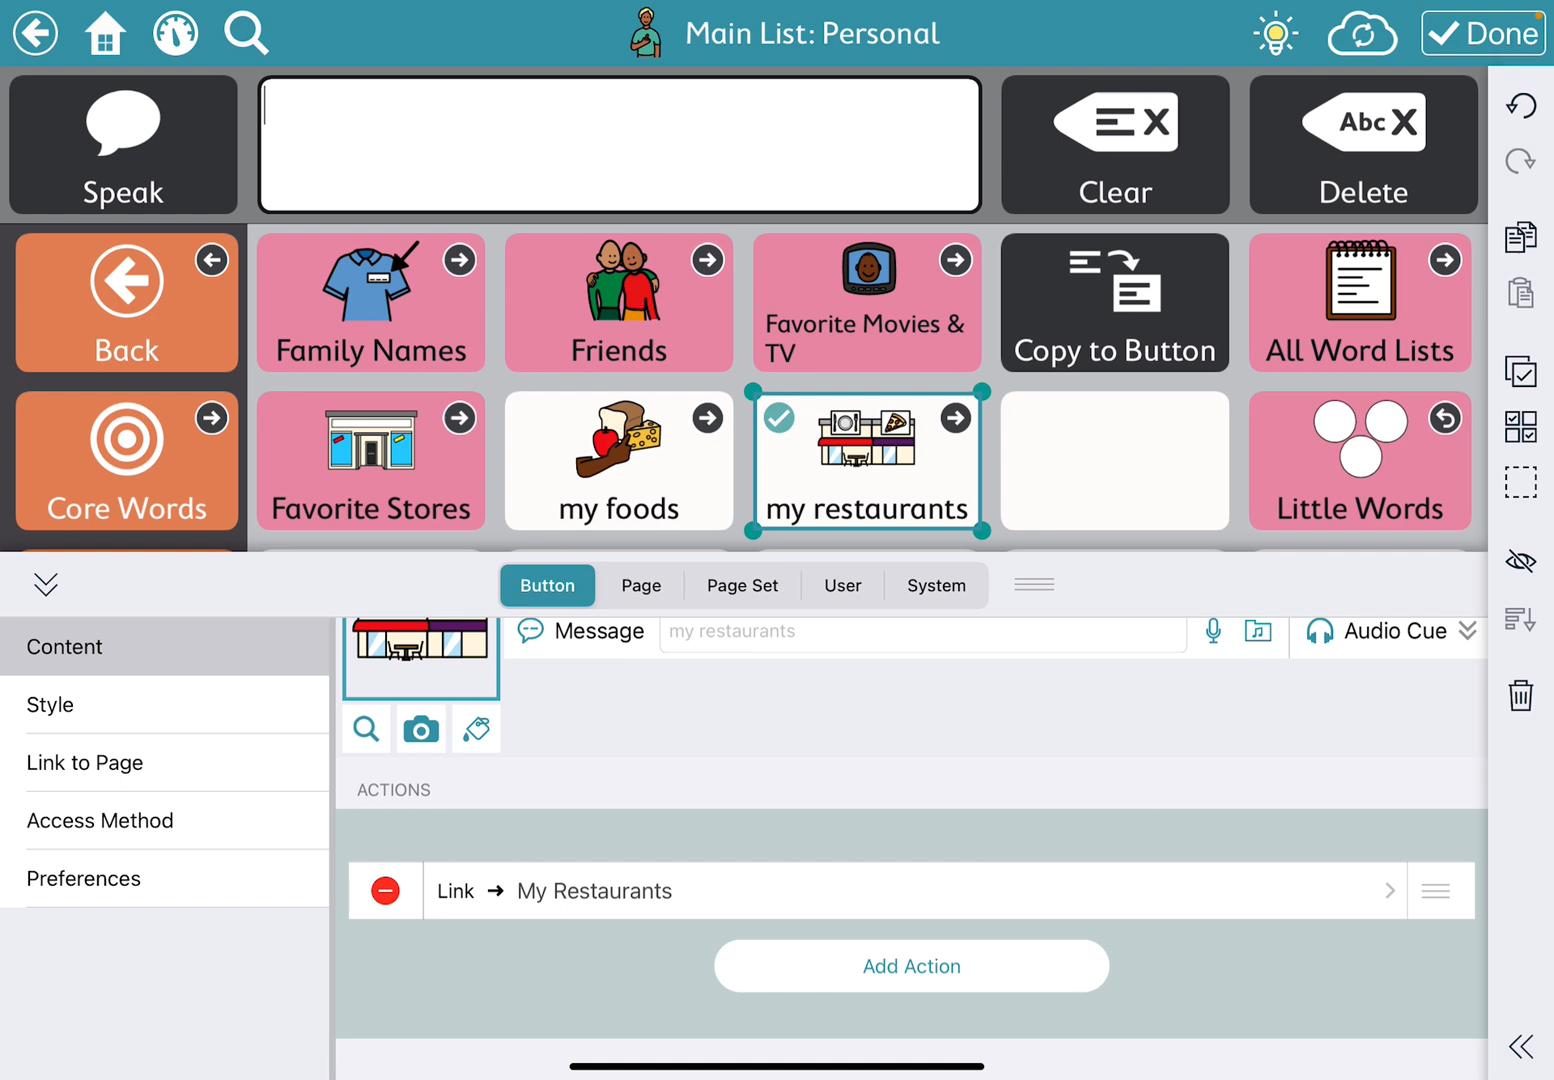 Main List: Personal
Done
Speak
Clear
Abc X
Delete
Back
Family Names
Friends
Favorite Movies &
TV
Copy to Button
All Word Lists
Core Words
Favorite Stores
my foods
my restaurants
Little Words
Button
Page
Page Set
User
System
Content
Message
my restaurants
Audio Cue
Style
Link to Page
ACTIONS
Access Method
Preferences
Link → My Restaurants
Add Action